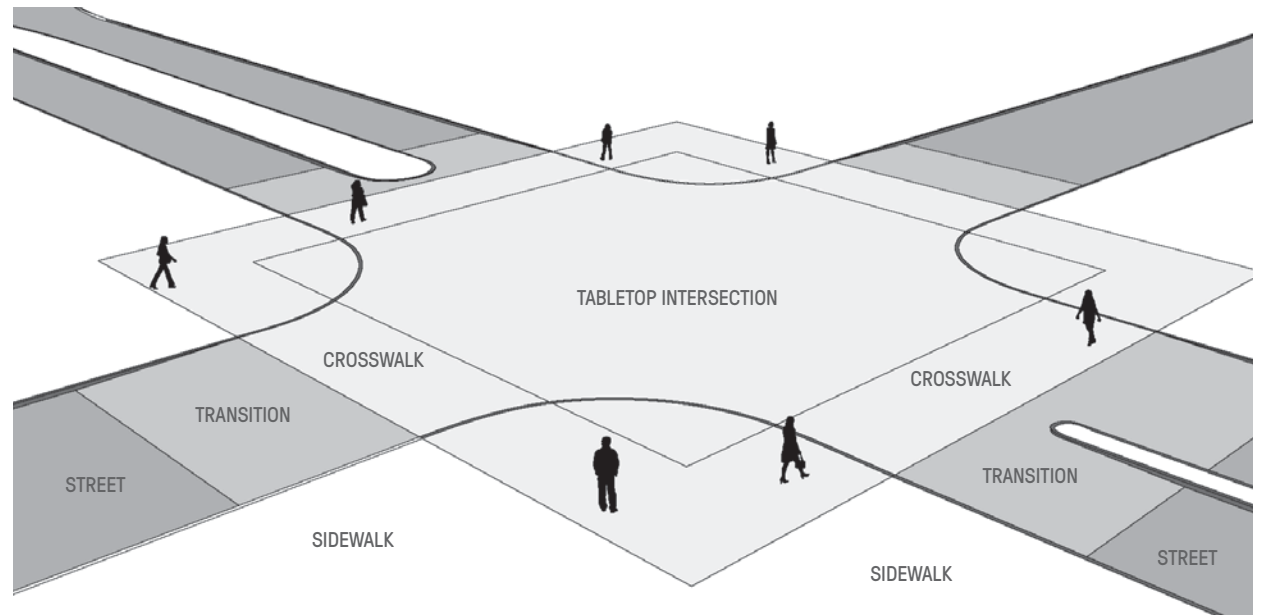 TABLETOP INTERSECTION
CROSSWALK
CROSSWALK
TRANSITION
TRANSITION
STREET
SIDEWALK
STREET
SIDEWALK